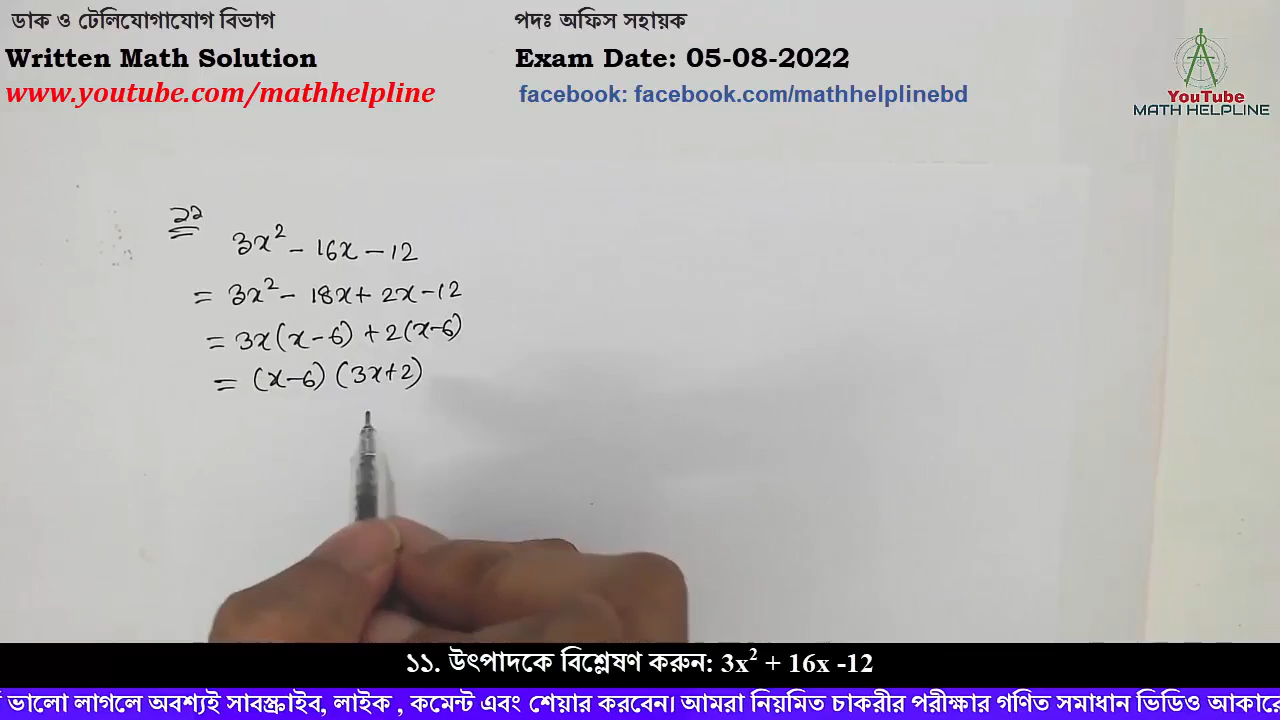 ডাক ও টেলিযোগাযোগ বিভাগ
পদঃ অফিস সহায়ক
Written Math Solution
Exam Date: 05-08-2022
www.youtube.com/mathhelpline
facebook: facebook.com/mathhelplinebd
YouTube
MATH HELPLINE
১১
3x² - 16x - 12
= 3x² - 18x + 2x - 12
= 3x(x-6) + 2(x-6)
= (x-6) (3x+2)
১১. উৎপাদকে বিশ্লেষণ করুন: 3x² + 16x -12
ভালো লাগলে অবশ্যই সাবস্ক্রাইব, লাইক , কমেন্ট এবং শেয়ার করবেন। আমরা নিয়মিত চাকরীর পরীক্ষার গণিত সমাধান ভিডিও আকারে